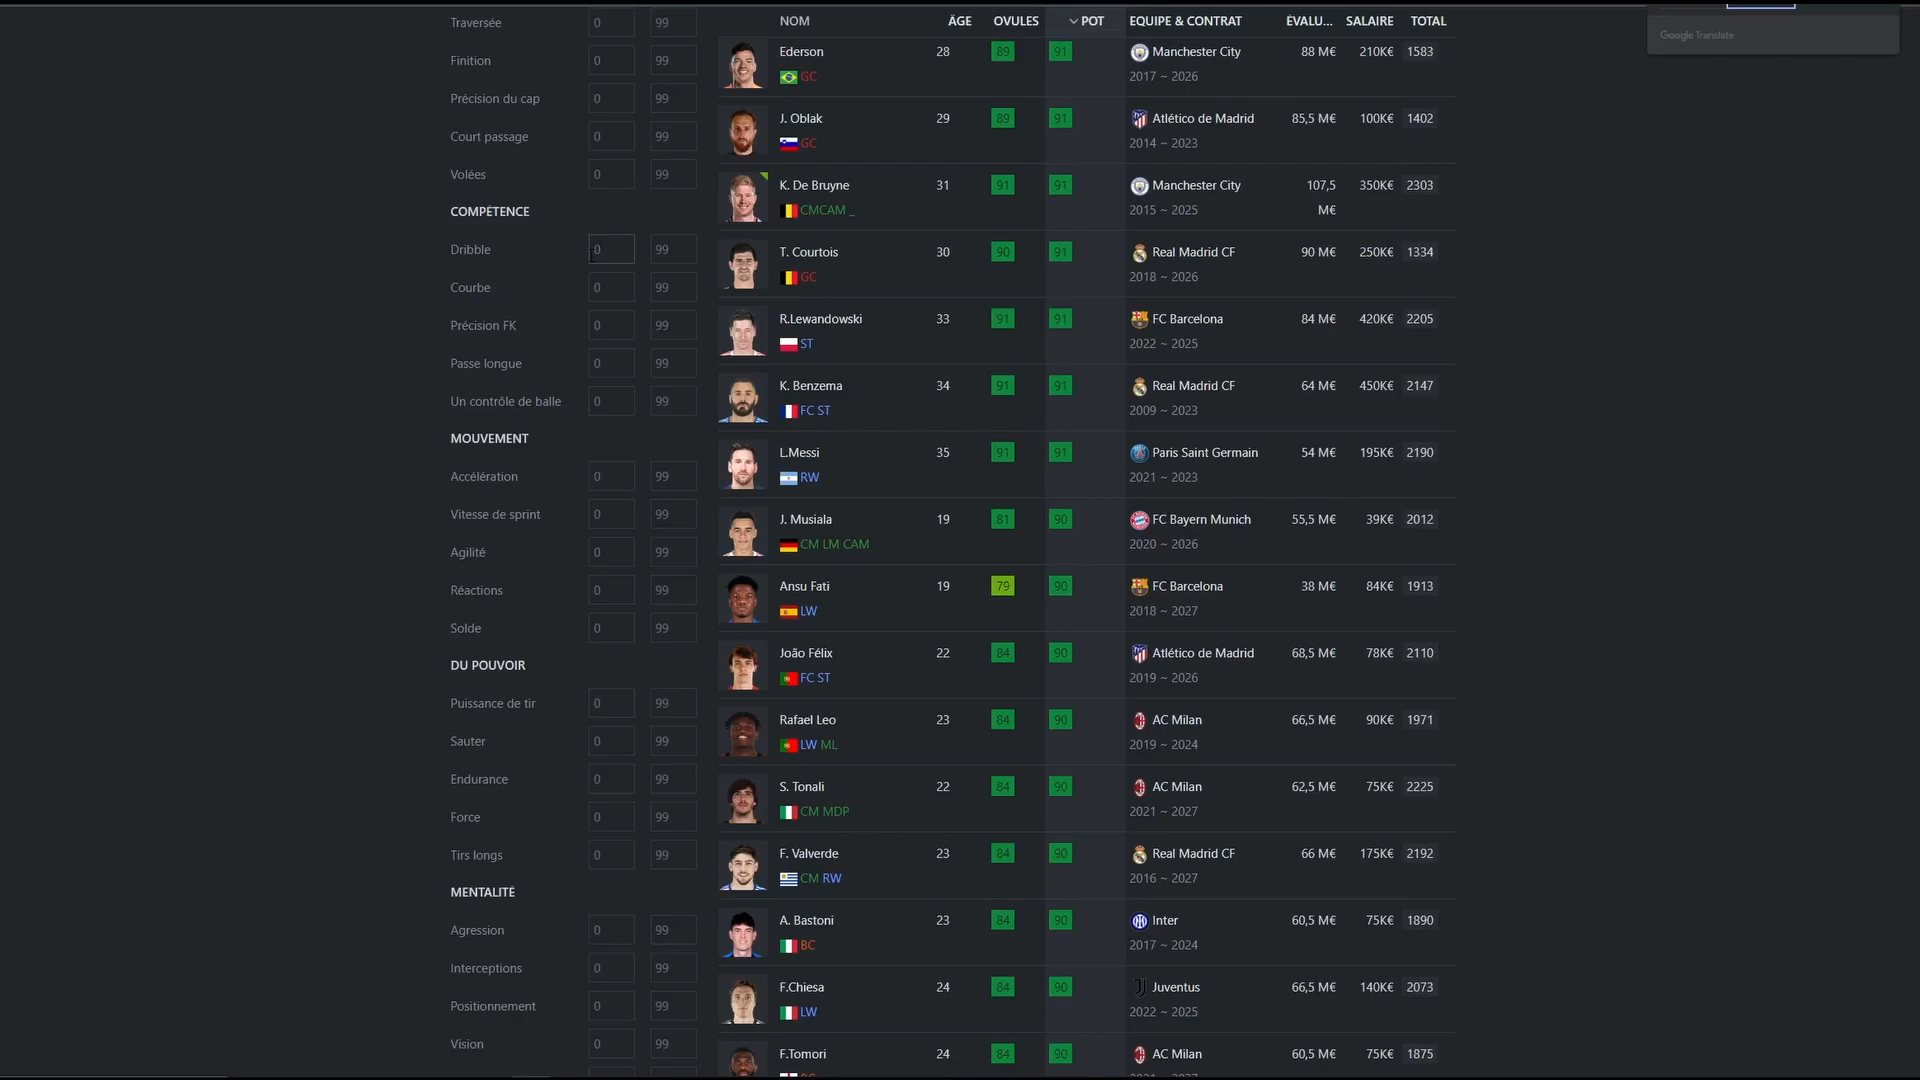 Traversée 0 99
Finition 0 99
Précision du cap 0 99
Court passage 0 99
Volées 0 99
COMPÉTENCE
Dribble 0 99
Courbe 0 99
Précision FK 0 99
Passe longue 0 99
Un contrôle de balle 0 99
MOUVEMENT
Accélération 0 99
Vitesse de sprint 0 99
Agilité 0 99
Réactions 0 99
Solde 0 99
DU POUVOIR
Puissance de tir 0 99
Sauter 0 99
Endurance 0 99
Force 0 99
Tirs longs 0 99
MENTALITÉ
Agression 0 99
Interceptions 0 99
Positionnement 0 99
Vision 0 99
NOM ÂGE OVULES POT EQUIPE & CONTRAT ÉVALU... SALAIRE TOTAL
Ederson 28 89 91 Manchester City 88 M€ 210K€ 1583
GC 2017 ~ 2026
J. Oblak 29 89 91 Atlético de Madrid 85,5 M€ 100K€ 1402
GC 2014 ~ 2023
K. De Bruyne 31 91 91 Manchester City 107,5 350K€ 2303
CMCAM _ 2015 ~ 2025 M€
T. Courtois 30 90 91 Real Madrid CF 90 M€ 250K€ 1334
GC 2018 ~ 2026
R.Lewandowski 33 91 91 FC Barcelona 84 M€ 420K€ 2205
ST 2022 ~ 2025
K. Benzema 34 91 91 Real Madrid CF 64 M€ 450K€ 2147
FC ST 2009 ~ 2023
L.Messi 35 91 91 Paris Saint Germain 54 M€ 195K€ 2190
RW 2021 ~ 2023
J. Musiala 19 81 90 FC Bayern Munich 55,5 M€ 39K€ 2012
CM LM CAM 2020 ~ 2026
Ansu Fati 19 79 90 FC Barcelona 38 M€ 84K€ 1913
LW 2018 ~ 2027
João Félix 22 84 90 Atlético de Madrid 68,5 M€ 78K€ 2110
FC ST 2019 ~ 2026
Rafael Leo 23 84 90 AC Milan 66,5 M€ 90K€ 1971
LW ML 2019 ~ 2024
S. Tonali 22 84 90 AC Milan 62,5 M€ 75K€ 2225
CM MDP 2021 ~ 2027
F. Valverde 23 84 90 Real Madrid CF 66 M€ 175K€ 2192
CM RW 2016 ~ 2027
A. Bastoni 23 84 90 Inter 60,5 M€ 75K€ 1890
BC 2017 ~ 2024
F.Chiesa 24 84 90 Juventus 66,5 M€ 140K€ 2073
LW 2022 ~ 2025
F.Tomori 24 84 90 AC Milan 60,5 M€ 75K€ 1875
Google Translate